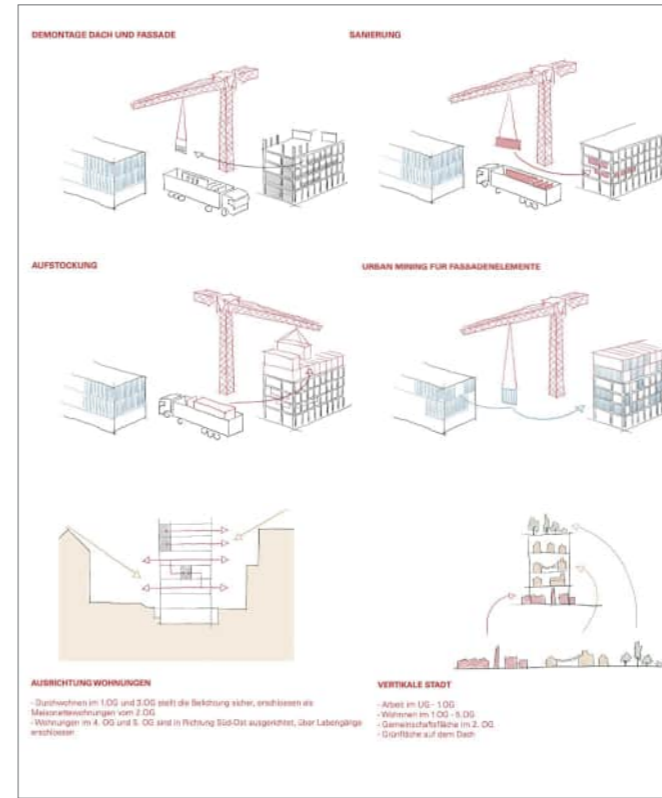 DEMONTAGE DACH UND FASSADE
SANIERUNG
AUFSTOCKUNG
URBAN MINING FÜR FASSADENELEMENTE
AUSRICHTUNG WOHNUNGEN
- Durchwohnen im 1.OG und 3.OG stellt die Belichtung sicher, erschlossen als
Maisonettewohnungen vom 2.OG
- Wohnungen im 4. OG und 5. OG sind in Richtung Süd-Ost ausgerichtet, über Laubengänge
erschlossen
VERTIKALE STADT
- Arbeit im UG - 1.OG
- Wohnen im 1.OG - 5.OG
- Gemeinschaftsfläche im 2. OG
- Grünfläche auf dem Dach